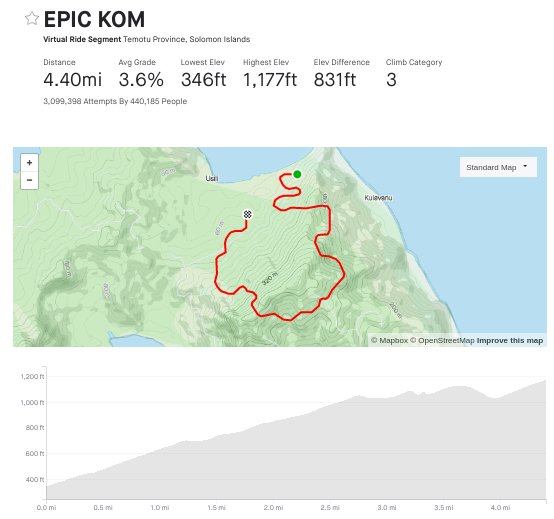 EPIC KOM
Virtual Ride Segment Temotu Province, Solomon Islands
Distance Avg Grade Lowest Elev Highest Elev Elev Difference Climb Category
4.40mi 3.6% 346ft 1,177ft 831ft 3
3,099,398 Attempts By 440,185 People
+
−
Standard Map
Usili
Kulavanu
320 m
200 m
© Mapbox © OpenStreetMap Improve this map
1,200 ft
1,000 ft
800 ft
600 ft
400 ft
0.0 mi 0.5 mi 1.0 mi 1.5 mi 2.0 mi 2.5 mi 3.0 mi 3.5 mi 4.0 mi